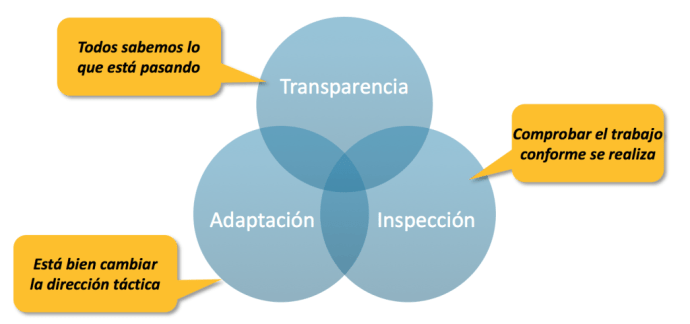 Todos sabemos lo
que está pasando
Transparencia
Comprobar el trabajo
conforme se realiza
Adaptación
Inspección
Está bien cambiar
la dirección táctica